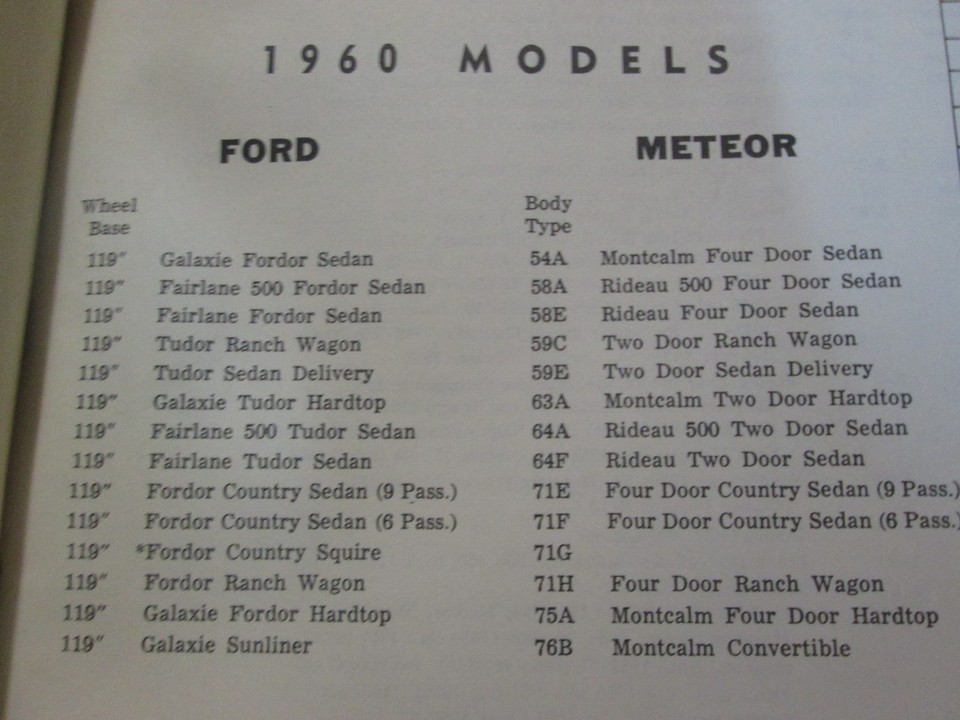 1960 MODELS
FORD METEOR
Wheel Body
Base Type
119" Galaxie Fordor Sedan 54A Montcalm Four Door Sedan
119" Fairlane 500 Fordor Sedan 58A Rideau 500 Four Door Sedan
119" Fairlane Fordor Sedan 58E Rideau Four Door Sedan
119" Tudor Ranch Wagon 59C Two Door Ranch Wagon
119" Tudor Sedan Delivery 59E Two Door Sedan Delivery
119" Galaxie Tudor Hardtop 63A Montcalm Two Door Hardtop
119" Fairlane 500 Tudor Sedan 64A Rideau 500 Two Door Sedan
119" Fairlane Tudor Sedan 64F Rideau Two Door Sedan
119" Fordor Country Sedan (9 Pass.) 71E Four Door Country Sedan (9 Pass.)
119" Fordor Country Sedan (6 Pass.) 71F Four Door Country Sedan (6 Pass.)
119" *Fordor Country Squire 71G
119" Fordor Ranch Wagon 71H Four Door Ranch Wagon
119" Galaxie Fordor Hardtop 75A Montcalm Four Door Hardtop
119" Galaxie Sunliner 76B Montcalm Convertible